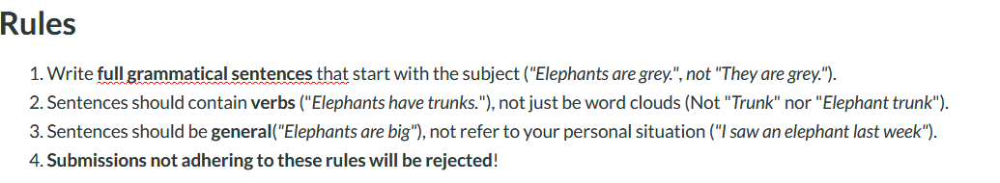 Rules
1. Write full grammatical sentences that start with the subject ("Elephants are grey.", not "They are grey.").
2. Sentences should contain verbs ("Elephants have trunks."), not just be word clouds (Not "Trunk" nor "Elephant trunk").
3. Sentences should be general("Elephants are big"), not refer to your personal situation ("I saw an elephant last week").
4. Submissions not adhering to these rules will be rejected!